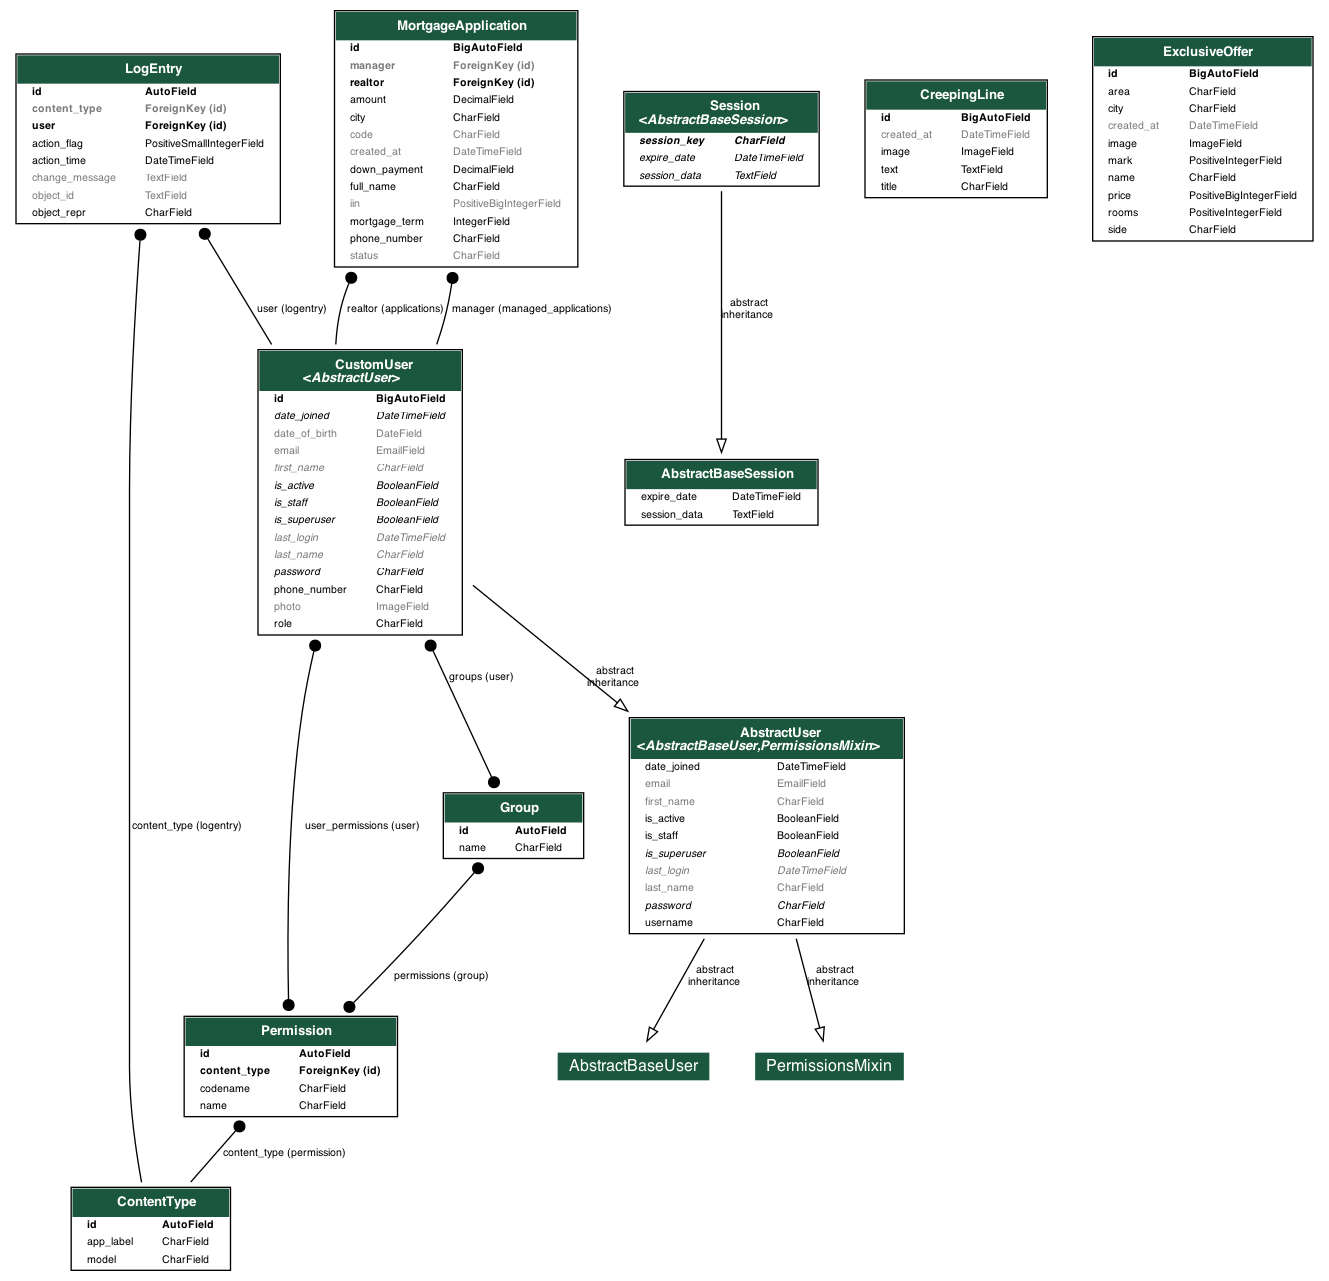 MortgageApplication
id BigAutoField
manager ForeignKey (id)
realtor ForeignKey (id)
amount DecimalField
city CharField
code CharField
created_at DateTimeField
down_payment DecimalField
full_name CharField
iin PositiveBigIntegerField
mortgage_term IntegerField
phone_number CharField
status CharField
LogEntry
id AutoField
content_type ForeignKey (id)
user ForeignKey (id)
action_flag PositiveSmallIntegerField
action_time DateTimeField
change_message TextField
object_id TextField
object_repr CharField
Session
<AbstractBaseSession>
session_key CharField
expire_date DateTimeField
session_data TextField
CreepingLine
id BigAutoField
created_at DateTimeField
image ImageField
text TextField
title CharField
ExclusiveOffer
id BigAutoField
area CharField
city CharField
created_at DateTimeField
image ImageField
mark PositiveIntegerField
name CharField
price PositiveBigIntegerField
rooms PositiveIntegerField
side CharField
user (logentry)
realtor (applications)
manager (managed_applications)
abstract
inheritance
CustomUser
<AbstractUser>
id BigAutoField
date_joined DateTimeField
date_of_birth DateField
email EmailField
first_name CharField
is_active BooleanField
is_staff BooleanField
is_superuser BooleanField
last_login DateTimeField
last_name CharField
password CharField
phone_number CharField
photo ImageField
role CharField
AbstractBaseSession
expire_date DateTimeField
session_data TextField
groups (user)
abstract
inheritance
AbstractUser
<AbstractBaseUser,PermissionsMixin>
date_joined DateTimeField
email EmailField
first_name CharField
is_active BooleanField
is_staff BooleanField
is_superuser BooleanField
last_login DateTimeField
last_name CharField
password CharField
username CharField
content_type (logentry)
user_permissions (user)
Group
id AutoField
name CharField
permissions (group)
abstract
inheritance
abstract
inheritance
Permission
id AutoField
content_type ForeignKey (id)
codename CharField
name CharField
AbstractBaseUser
PermissionsMixin
content_type (permission)
ContentType
id AutoField
app_label CharField
model CharField